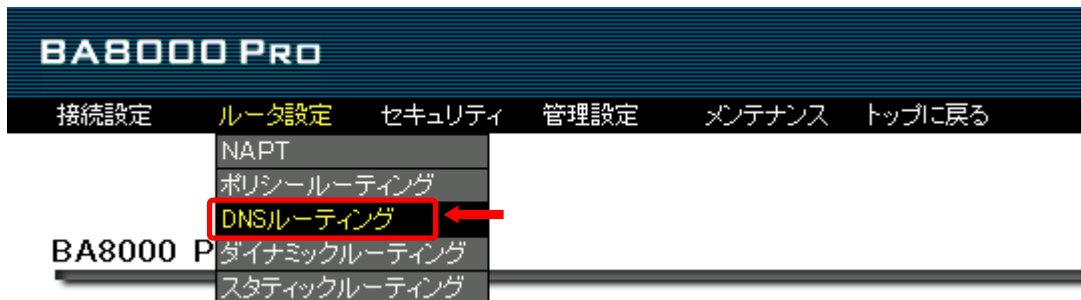 BA8000 PRO
接続設定 ルータ設定 セキュリティ 管理設定 メンテナンス トップに戻る
NAPT
ポリシールーティング
DNSルーティング
BA8000 P
ダイナミックルーティング
スタティックルーティング